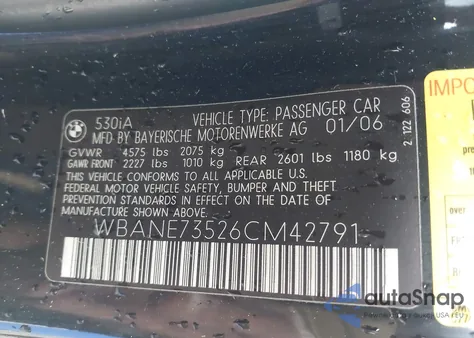 530iA
VEHICLE TYPE: PASSENGER CAR
MFD BY BAYERISCHE MOTORENWERKE AG 01/06
GVWR 4575 lbs 2075 kg
GAWR FRONT 2227 lbs 1010 kg REAR 2601 lbs 1180 kg
THIS VEHICLE CONFORMS TO ALL APPLICABLE U.S.
FEDERAL MOTOR VEHICLE SAFETY, BUMPER AND THEFT
PREVENTION STANDARDS IN EFFECT ON THE DATE OF
MANUFACTURE SHOWN ABOVE.
WBANE73526CM42791
2 122 606
IMPO
autoSnap